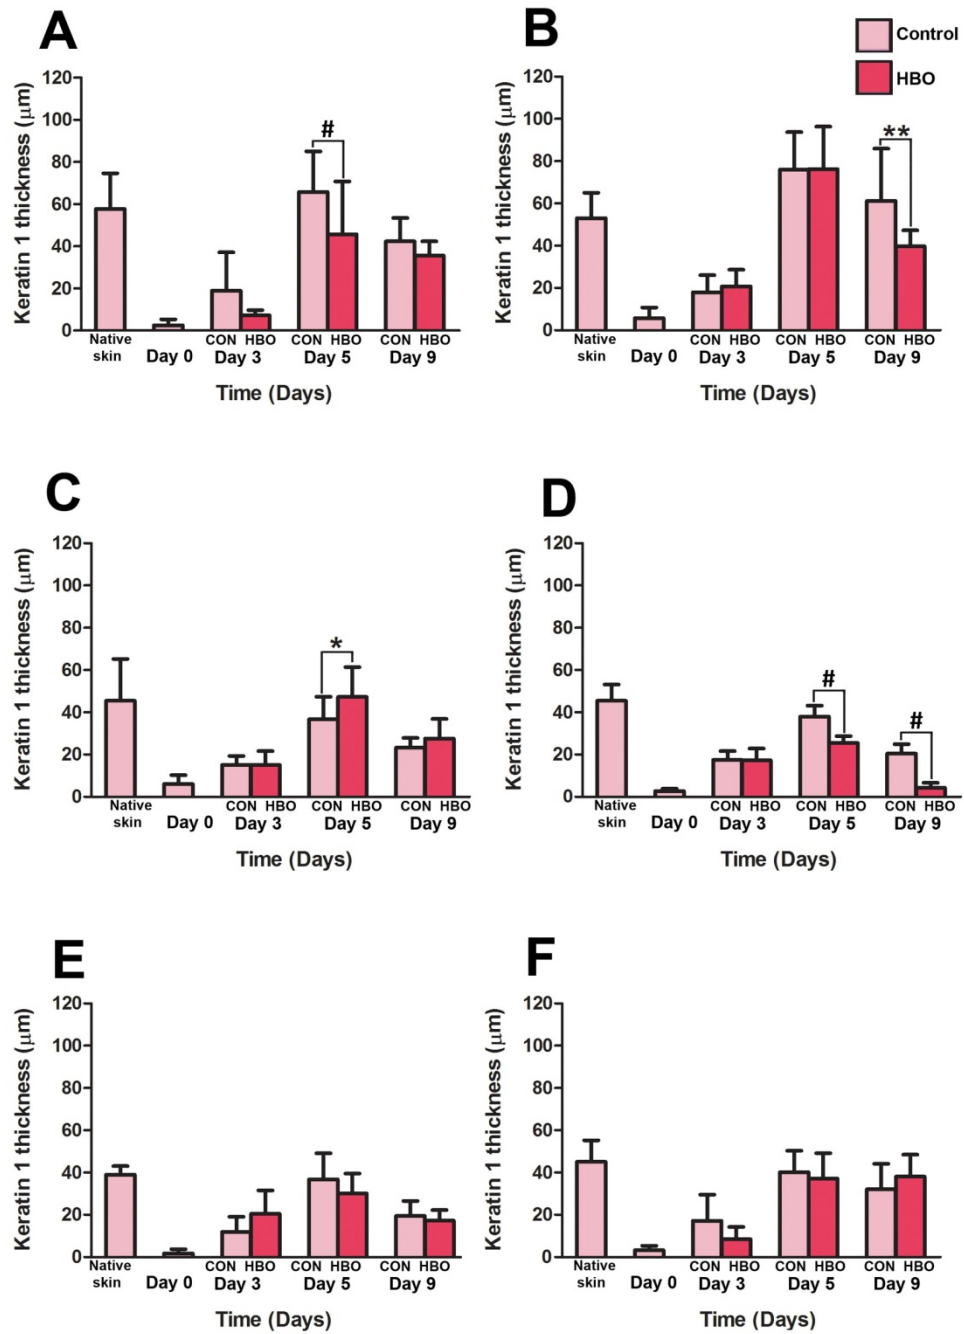 A
Keratin 1 thickness (µm)
120
100
80
60
40
20
0
#
Native
skin
Day 0
CON HBO
Day 3
CON HBO
Day 5
CON HBO
Day 9
Time (Days)
B
Control
HBO
Keratin 1 thickness (µm)
120
100
80
60
40
20
0
**
Native
skin
Day 0
CON HBO
Day 3
CON HBO
Day 5
CON HBO
Day 9
Time (Days)
C
Keratin 1 thickness (µm)
120
100
80
60
40
20
0
*
Native
skin
Day 0
CON HBO
Day 3
CON HBO
Day 5
CON HBO
Day 9
Time (Days)
D
Keratin 1 thickness (µm)
120
100
80
60
40
20
0
#
#
Native
skin
Day 0
CON HBO
Day 3
CON HBO
Day 5
CON HBO
Day 9
Time (Days)
E
Keratin 1 thickness (µm)
120
100
80
60
40
20
0
Native
skin
Day 0
CON HBO
Day 3
CON HBO
Day 5
CON HBO
Day 9
Time (Days)
F
Keratin 1 thickness (µm)
120
100
80
60
40
20
0
Native
skin
Day 0
CON HBO
Day 3
CON HBO
Day 5
CON HBO
Day 9
Time (Days)